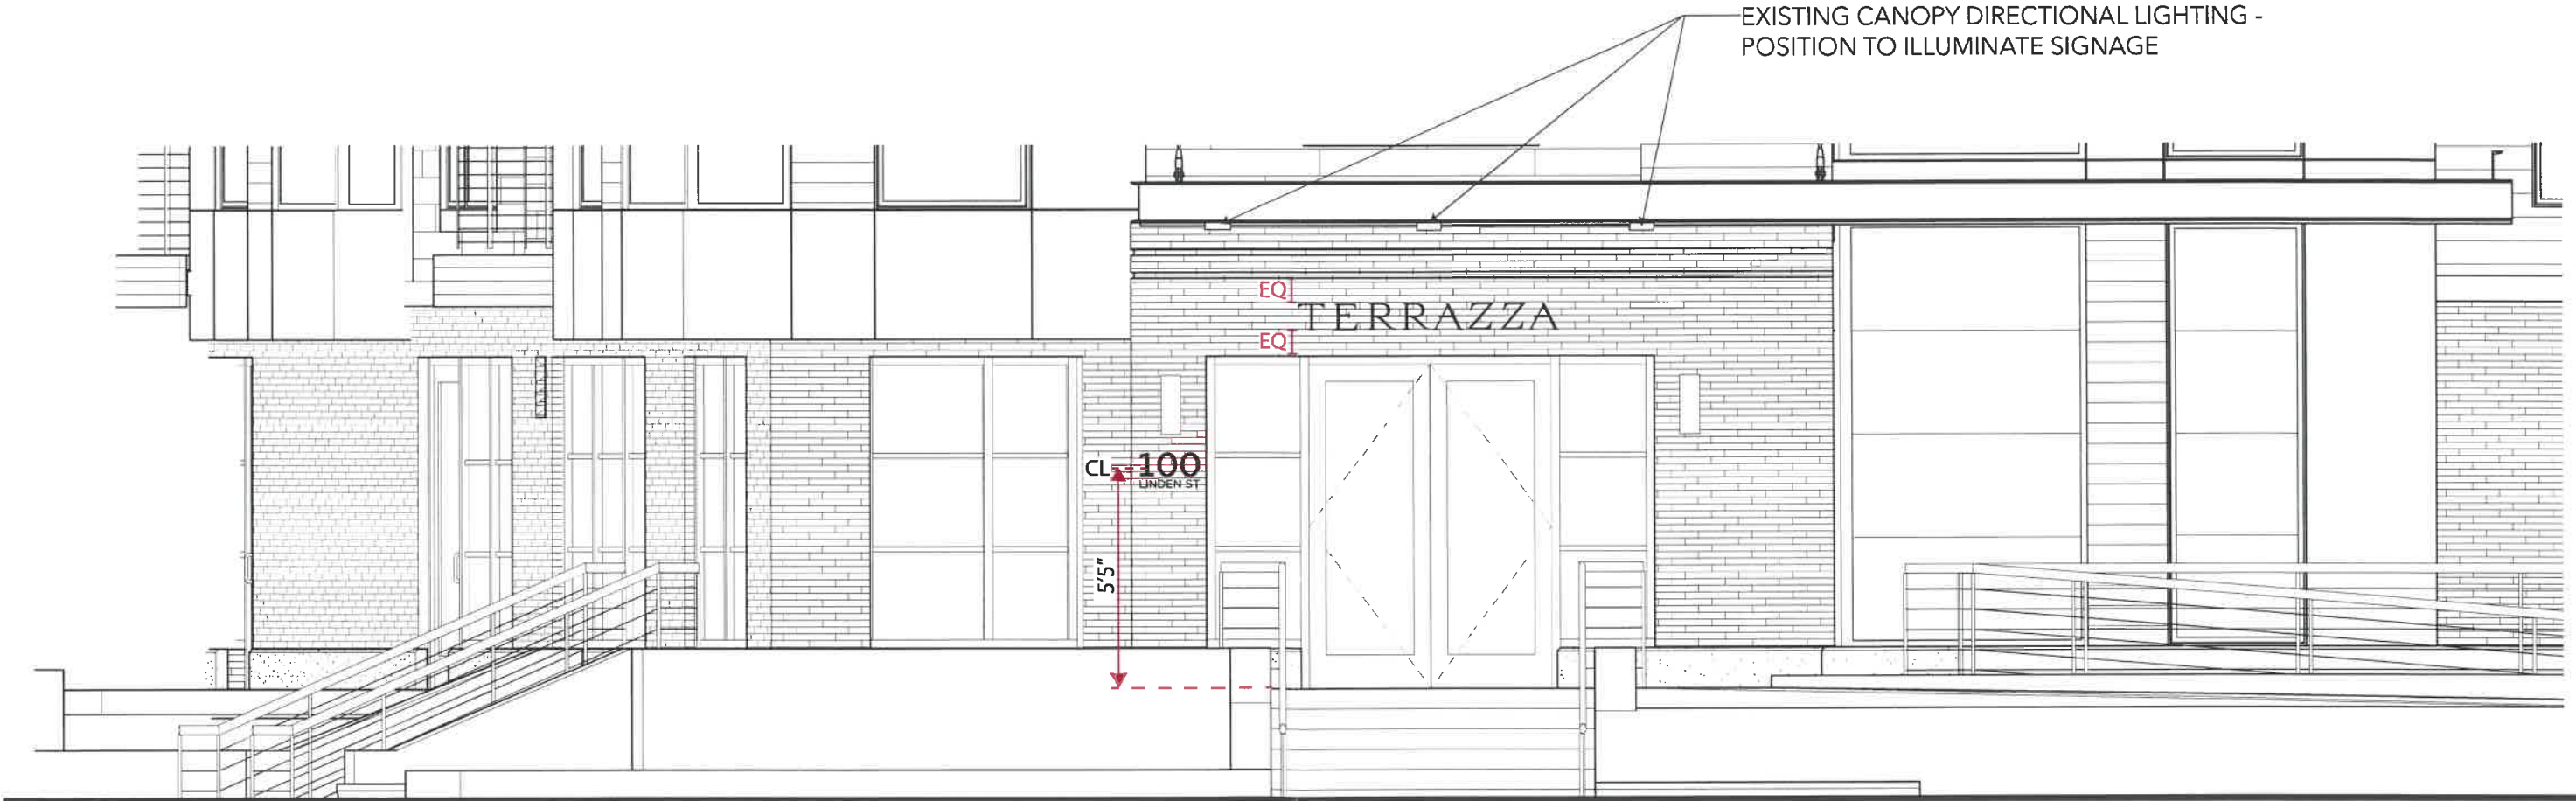 EXISTING CANOPY DIRECTIONAL LIGHTING -
POSITION TO ILLUMINATE SIGNAGE
EQ
TERRAZZA
EQ
CL
100
LINDEN ST
5'5"